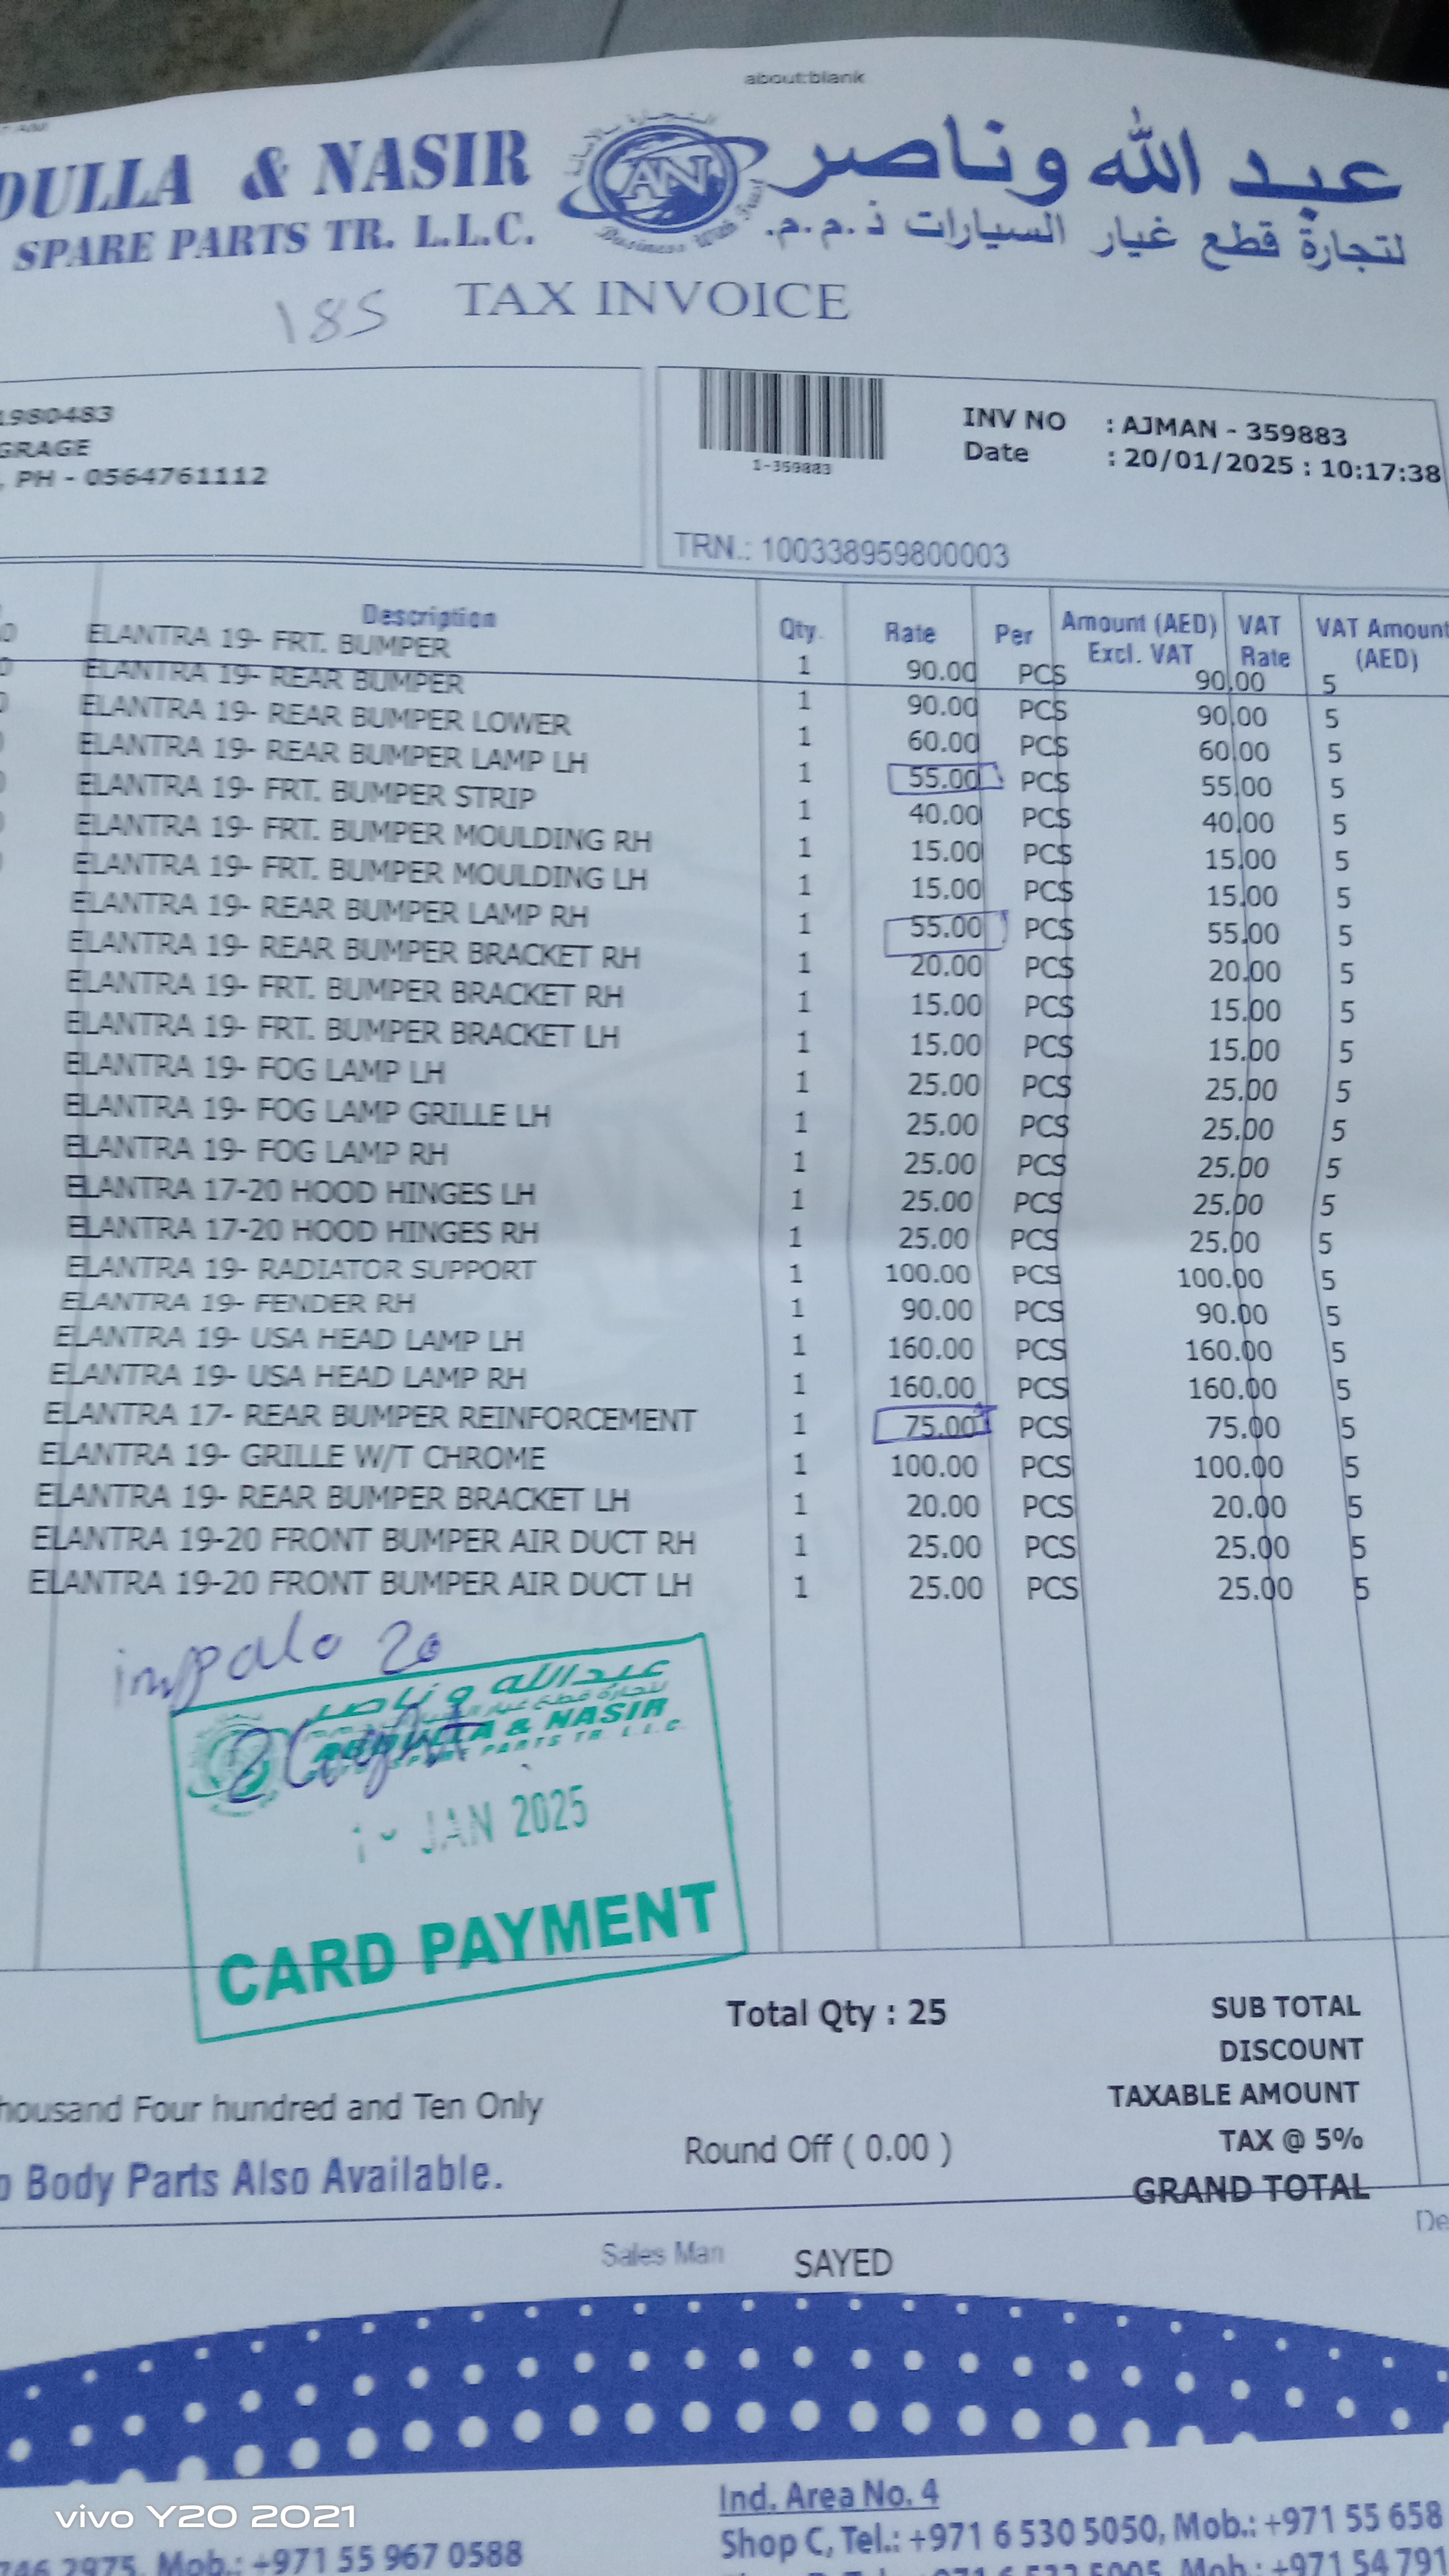 about:blank
DULLA & NASIR
عبد الله وناصر
SPARE PARTS TR. L.L.C.
لتجارة قطع غيار السيارات ذ.م.م.
AN
Business With Trust
185
TAX INVOICE
1980483
GRAGE
, PH - 0564761112
1-359883
INV NO : AJMAN - 359883
Date : 20/01/2025 : 10:17:38
TRN.: 100338959800003
Description Qty. Rate Per Amount (AED) Excl. VAT VAT Rate VAT Amount (AED)
ELANTRA 19- FRT. BUMPER 1 90.00 PCS 90.00 5
ELANTRA 19- REAR BUMPER 1 90.00 PCS 90.00 5
ELANTRA 19- REAR BUMPER LOWER 1 60.00 PCS 60.00 5
ELANTRA 19- REAR BUMPER LAMP LH 1 55.00 PCS 55.00 5
ELANTRA 19- FRT. BUMPER STRIP 1 40.00 PCS 40.00 5
ELANTRA 19- FRT. BUMPER MOULDING RH 1 15.00 PCS 15.00 5
ELANTRA 19- FRT. BUMPER MOULDING LH 1 15.00 PCS 15.00 5
ELANTRA 19- REAR BUMPER LAMP RH 1 55.00 PCS 55.00 5
ELANTRA 19- REAR BUMPER BRACKET RH 1 20.00 PCS 20.00 5
ELANTRA 19- FRT. BUMPER BRACKET RH 1 15.00 PCS 15.00 5
ELANTRA 19- FRT. BUMPER BRACKET LH 1 15.00 PCS 15.00 5
ELANTRA 19- FOG LAMP LH 1 25.00 PCS 25.00 5
ELANTRA 19- FOG LAMP GRILLE LH 1 25.00 PCS 25.00 5
ELANTRA 19- FOG LAMP RH 1 25.00 PCS 25.00 5
ELANTRA 17-20 HOOD HINGES LH 1 25.00 PCS 25.00 5
ELANTRA 17-20 HOOD HINGES RH 1 25.00 PCS 25.00 5
ELANTRA 19- RADIATOR SUPPORT 1 100.00 PCS 100.00 5
ELANTRA 19- FENDER RH 1 90.00 PCS 90.00 5
ELANTRA 19- USA HEAD LAMP LH 1 160.00 PCS 160.00 5
ELANTRA 19- USA HEAD LAMP RH 1 160.00 PCS 160.00 5
ELANTRA 17- REAR BUMPER REINFORCEMENT 1 75.00 PCS 75.00 5
ELANTRA 19- GRILLE W/T CHROME 1 100.00 PCS 100.00 5
ELANTRA 19- REAR BUMPER BRACKET LH 1 20.00 PCS 20.00 5
ELANTRA 19-20 FRONT BUMPER AIR DUCT RH 1 25.00 PCS 25.00 5
ELANTRA 19-20 FRONT BUMPER AIR DUCT LH 1 25.00 PCS 25.00 5
impalo 20
عبدالله وناصر
ABDULLA & NASIR
SPARE PARTS TR. L.L.C.
JAN 2025
CARD PAYMENT
Total Qty : 25
SUB TOTAL
DISCOUNT
housand Four hundred and Ten Only
TAXABLE AMOUNT
Round Off ( 0.00 )
TAX @ 5%
o Body Parts Also Available.
GRAND TOTAL
De
Sales Man SAYED
vivo Y20 2021
Ind. Area No. 4
Shop C, Tel.: +971 6 530 5050, Mob.: +971 55 658
746 2975, Mob.: +971 55 967 0588